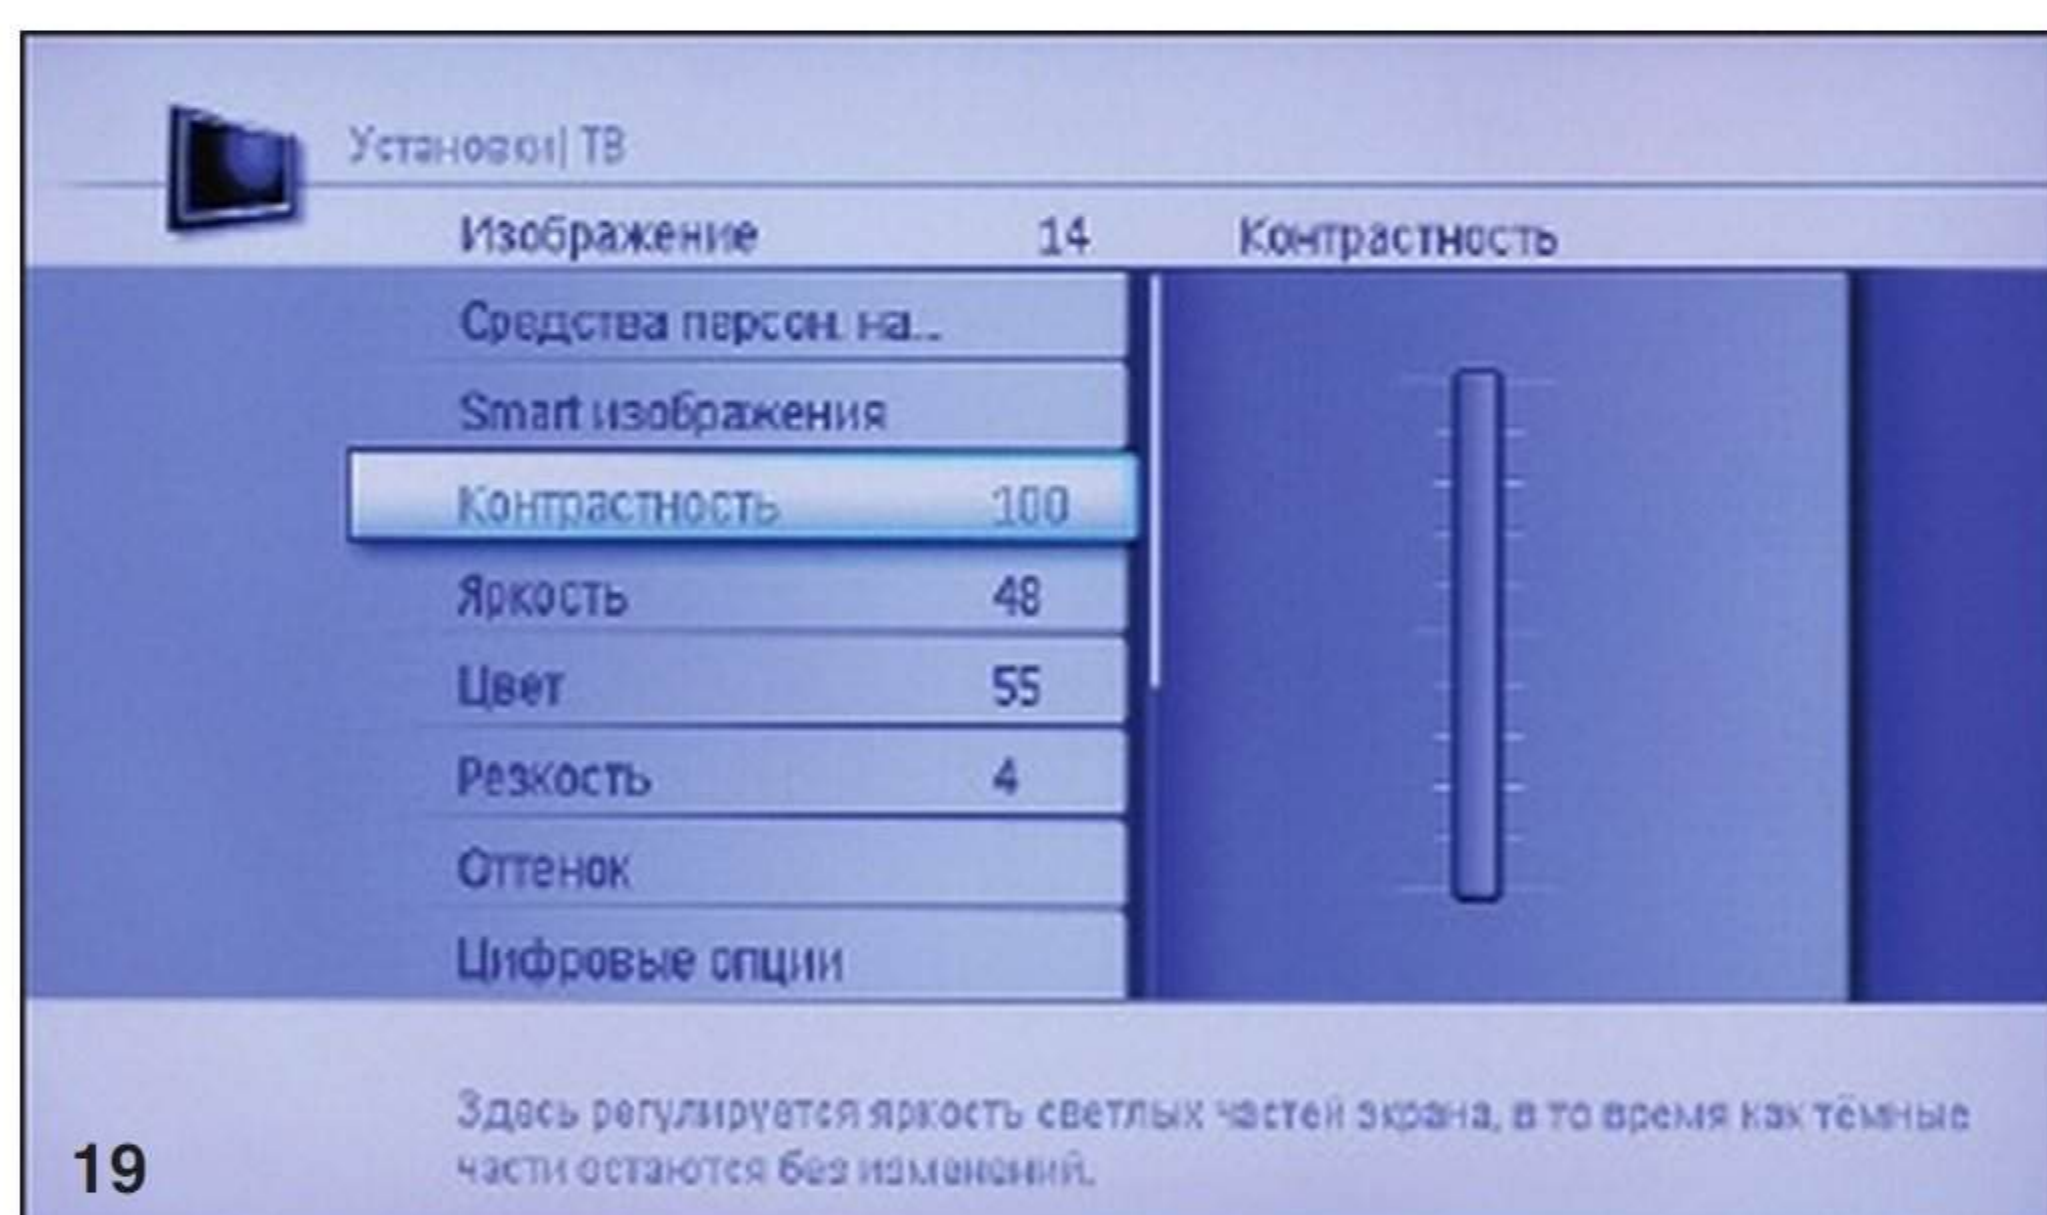 Установки| ТВ
Изображение 14 Контрастность
Средства персон. на...
Smart изображения
Контрастность 100
Яркость 48
Цвет 55
Резкость 4
Оттенок
Цифровые опции
Здесь регулируется яркость светлых частей экрана, в то время как тёмные
части остаются без изменений.
19